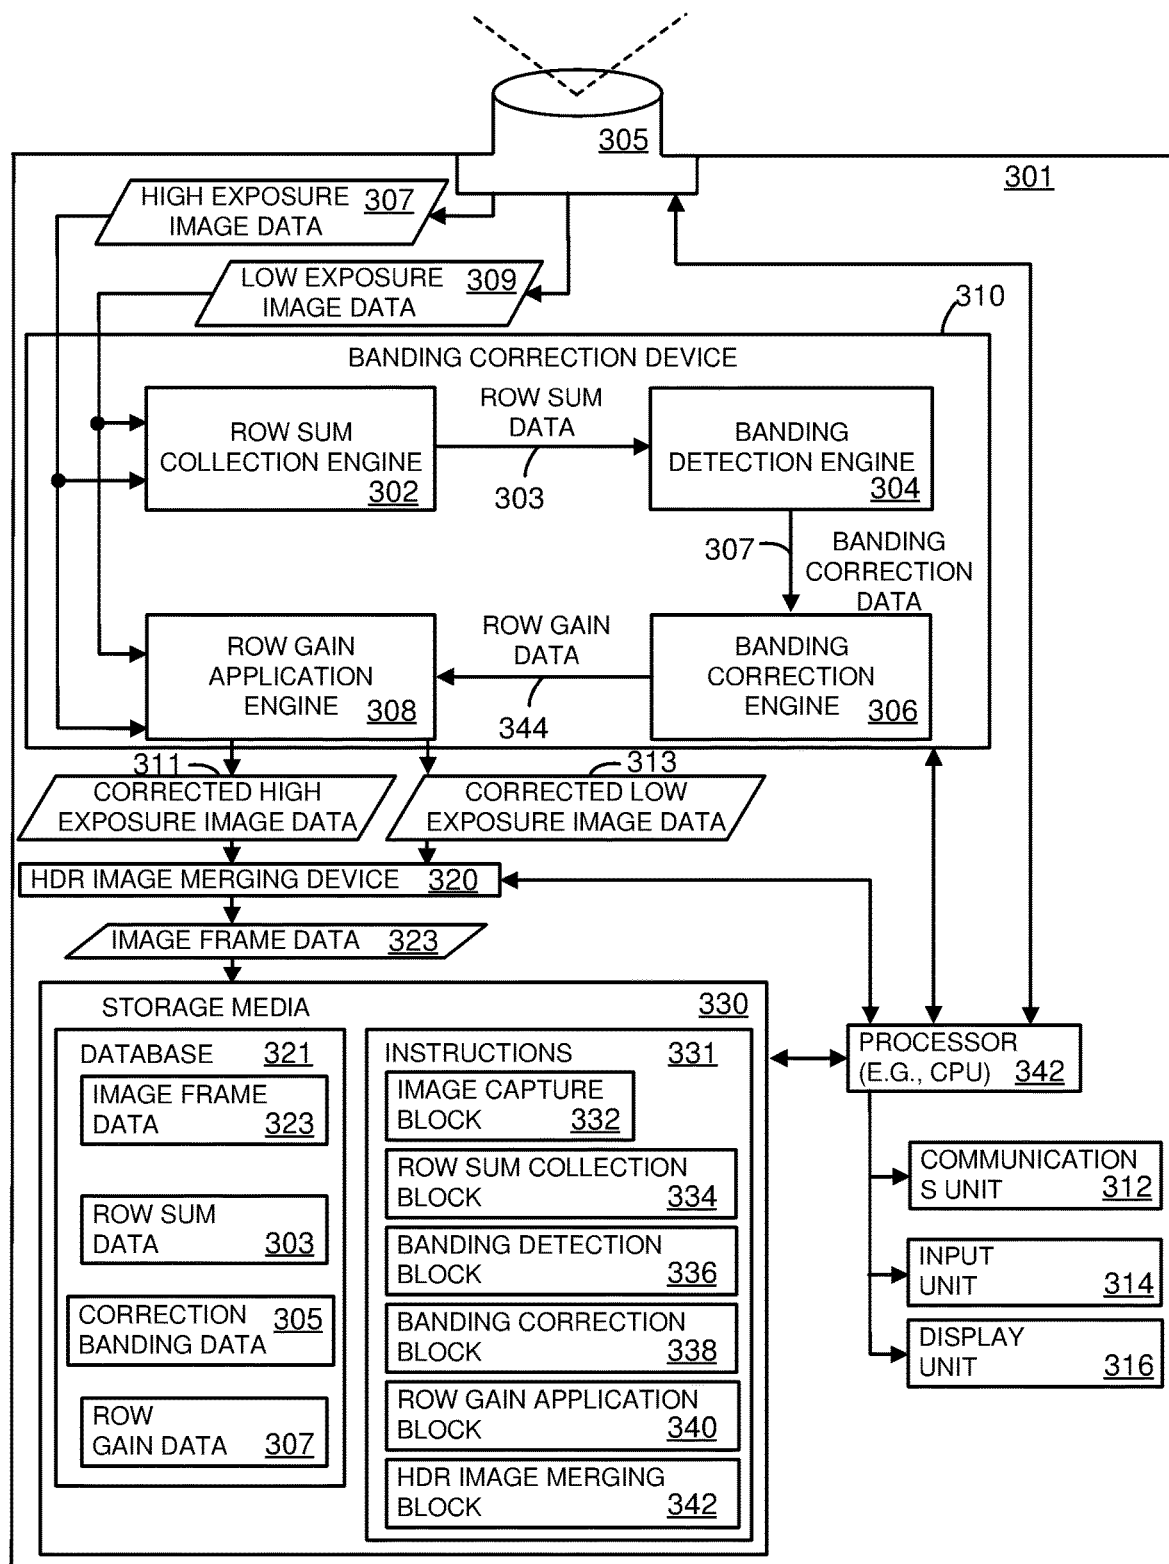 305
301
HIGH EXPOSURE
IMAGE DATA
307
LOW EXPOSURE
IMAGE DATA
309
310
BANDING CORRECTION DEVICE
ROW SUM
COLLECTION ENGINE
302
ROW SUM
DATA
303
BANDING
DETECTION ENGINE
304
307
BANDING
CORRECTION
DATA
ROW GAIN
APPLICATION
ENGINE
308
ROW GAIN
DATA
344
BANDING
CORRECTION
ENGINE
306
311
CORRECTED HIGH
EXPOSURE IMAGE DATA
313
CORRECTED LOW
EXPOSURE IMAGE DATA
HDR IMAGE MERGING DEVICE 320
IMAGE FRAME DATA 323
STORAGE MEDIA 330
DATABASE 321
IMAGE FRAME
DATA 323
ROW SUM
DATA 303
CORRECTION 305
BANDING DATA
ROW
GAIN DATA 307
INSTRUCTIONS 331
IMAGE CAPTURE
BLOCK 332
ROW SUM COLLECTION
BLOCK 334
BANDING DETECTION
BLOCK 336
BANDING CORRECTION
BLOCK 338
ROW GAIN APPLICATION
BLOCK 340
HDR IMAGE MERGING
BLOCK 342
PROCESSOR
(E.G., CPU) 342
COMMUNICATION
S UNIT 312
INPUT
UNIT 314
DISPLAY
UNIT 316